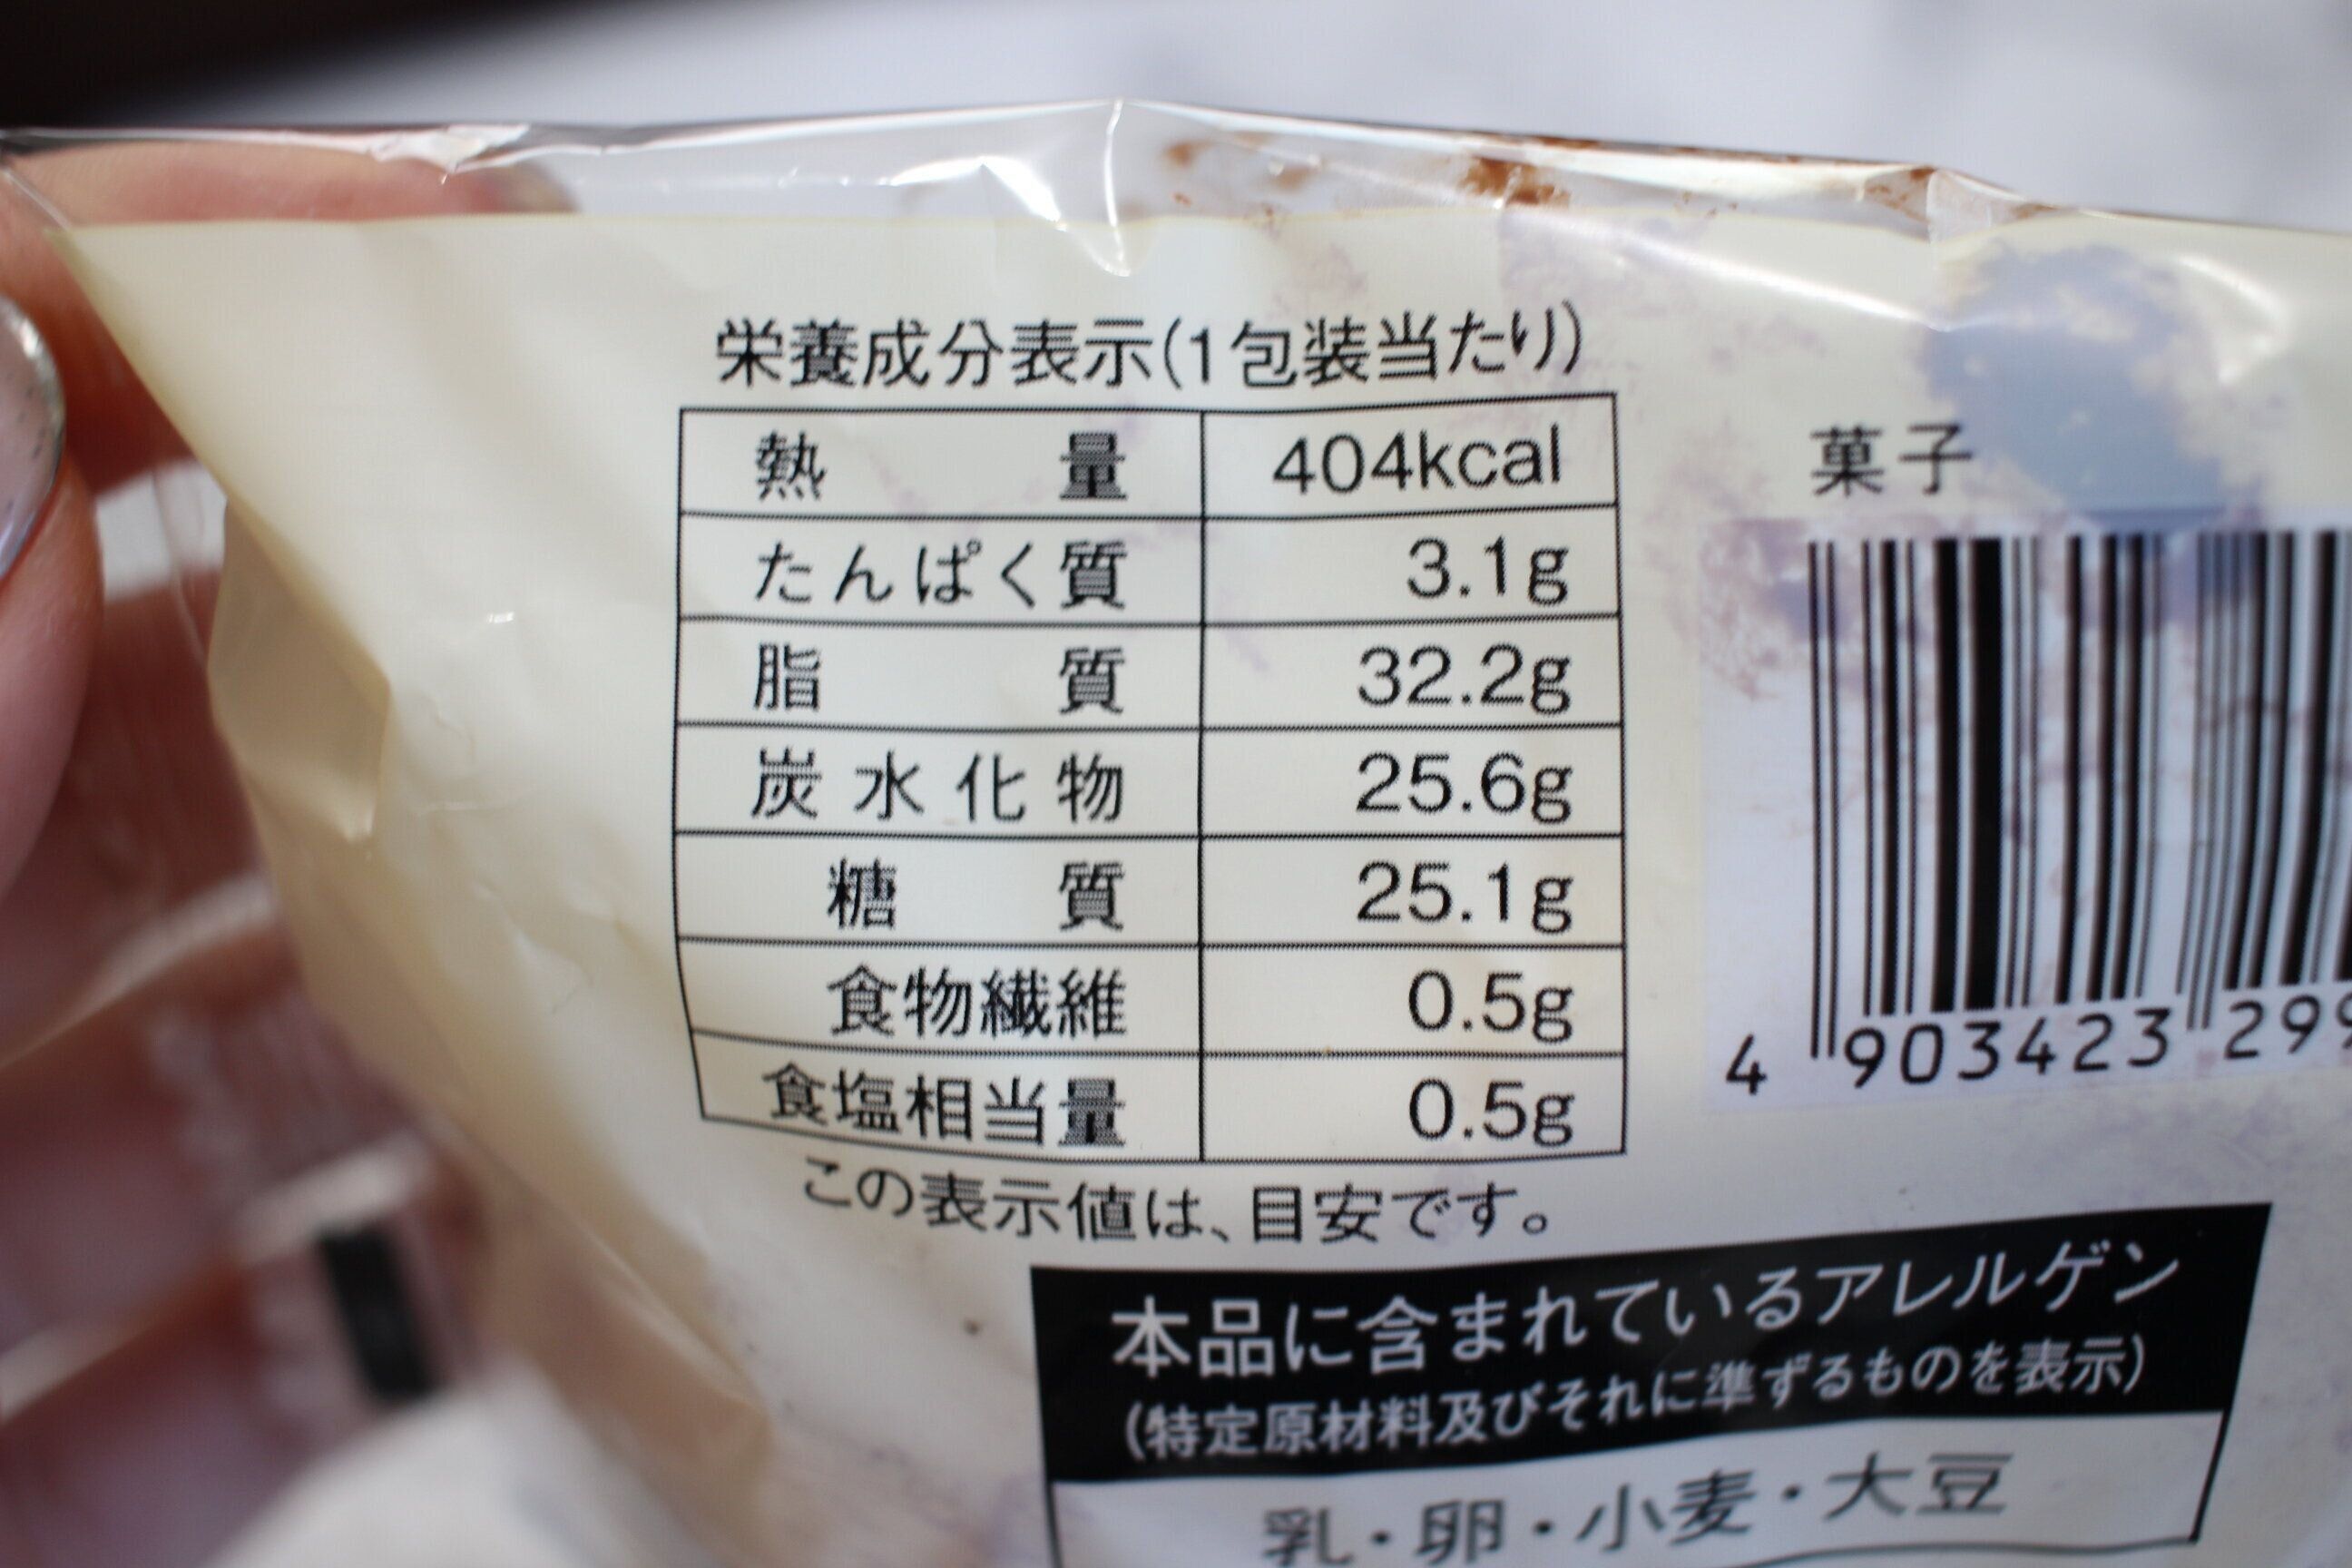 栄養成分表示(1包装当たり)
熱量 404kcal
たんぱく質 3.1g
脂質 32.2g
炭水化物 25.6g
糖質 25.1g
食物繊維 0.5g
食塩相当量 0.5g
この表示値は、目安です。
菓子
4 903423 299
本品に含まれているアレルゲン
(特定原材料及びそれに準ずるものを表示)
乳・卵・小麦・大豆